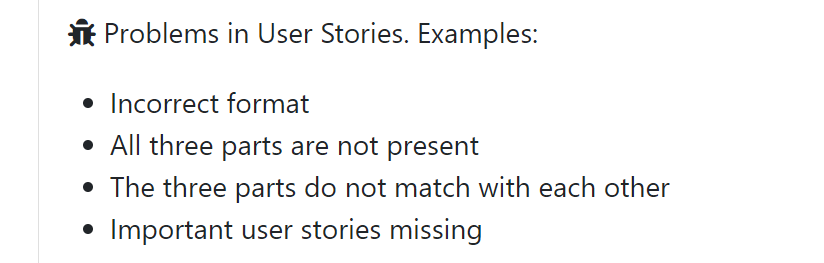 Problems in User Stories. Examples:
Incorrect format
All three parts are not present
The three parts do not match with each other
Important user stories missing